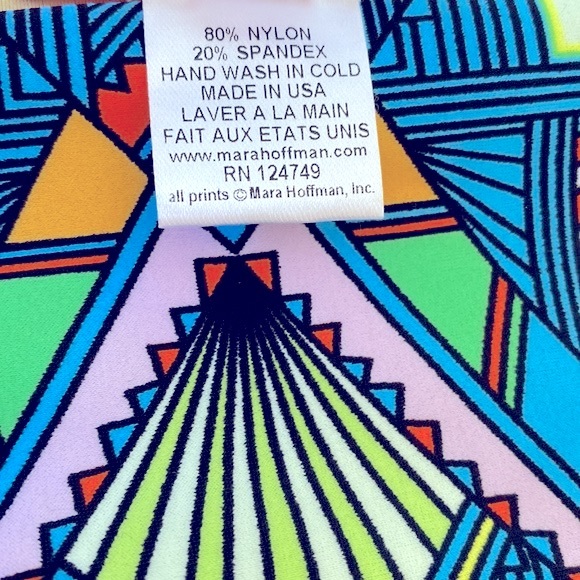 80% NYLON
20% SPANDEX
HAND WASH IN COLD
MADE IN USA
LAVER A LA MAIN
FAIT AUX ETATS UNIS
www.marahoffman.com
RN 124749
all prints © Mara Hoffman, Inc.